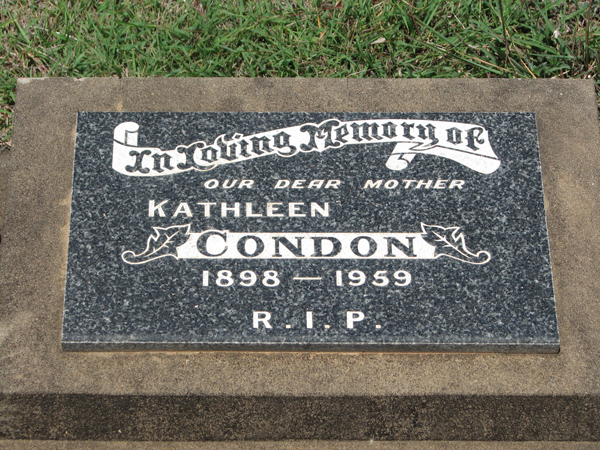 In Loving Memory of
OUR DEAR MOTHER
KATHLEEN
CONDON
1898 — 1959
R.I.P.